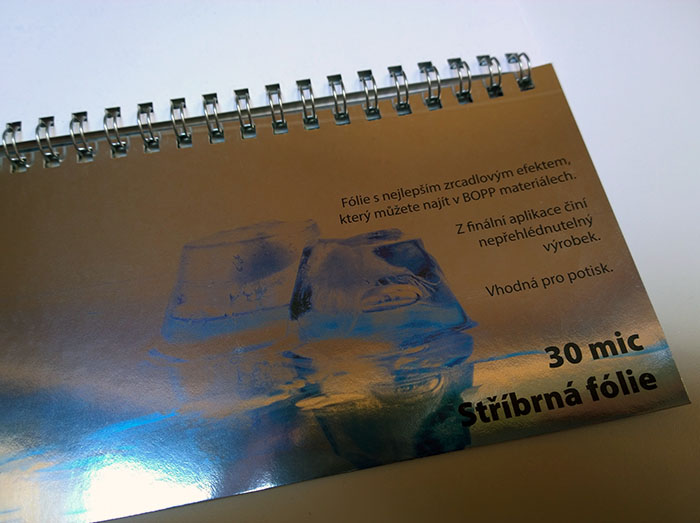 Fólie s nejlepším zrcadlovým efektem,
který můžete najít v BOPP materiálech.
Z finální aplikace činí
nepřehlédnutelný
výrobek.
Vhodná pro potisk.
30 mic
Stříbrná fólie